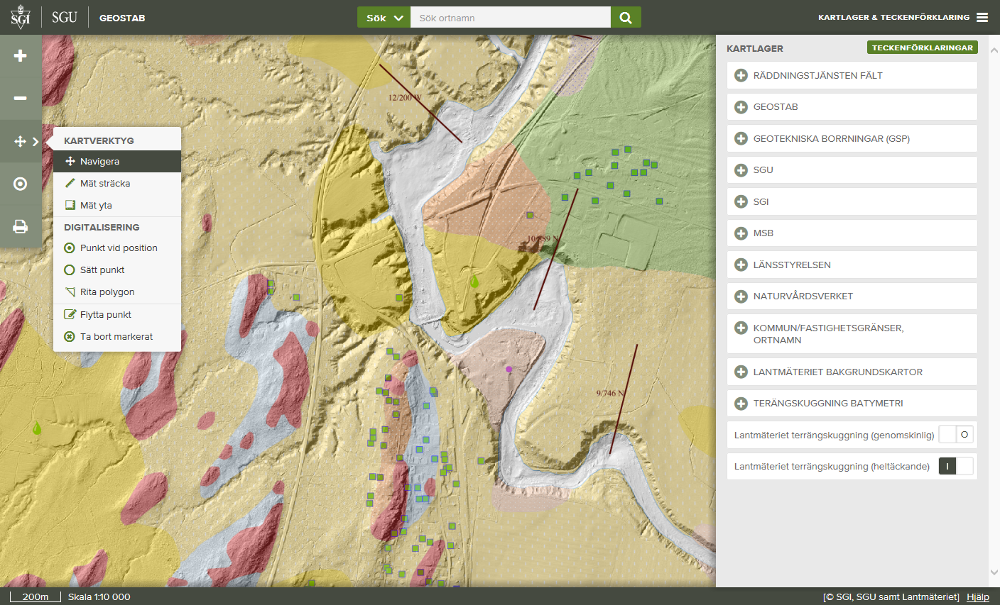 SGI
SGU
GEOSTAB
Sök
Sök ortnamn
KARTLAGER & TECKENFÖRKLARING
KARTLAGER
TECKENFÖRKLARINGAR
RÄDDNINGSTJÄNSTEN FÄLT
GEOSTAB
GEOTEKNISKA BORRNINGAR (GSP)
SGU
SGI
MSB
LÄNSSTYRELSEN
NATURVÅRDSVERKET
KOMMUN/FASTIGHETSGRÄNSER,
ORTNAMN
LANTMÄTERIET BAKGRUNDSKARTOR
TERÄNGSKUGGNING BATYMETRI
Lantmäteriet terrängskuggning (genomskinlig)
O
Lantmäteriet terrängskuggning (heltäckande)
I
KARTVERKTYG
Navigera
Mät sträcka
Mät yta
DIGITALISERING
Punkt vid position
Sätt punkt
Rita polygon
Flytta punkt
Ta bort markerat
12/200 W
10/889 N
9/746 N
200m
Skala 1:10 000
[© SGI, SGU samt Lantmäteriet]
Hjälp